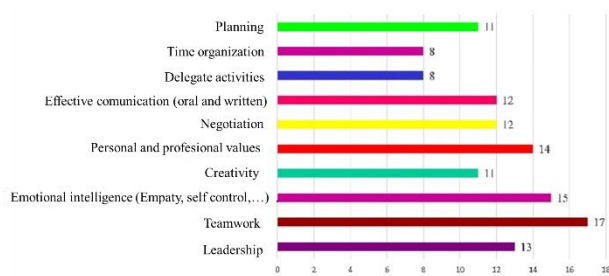 Planning 11
Time organization 8
Delegate activities 8
Effective comunication (oral and written) 12
Negotiation 12
Personal and profesional values 14
Creativity 11
Emotional intelligence (Empaty, self control,…) 15
Teamwork 17
Leadership 13
0 2 4 6 8 10 12 14 16 18